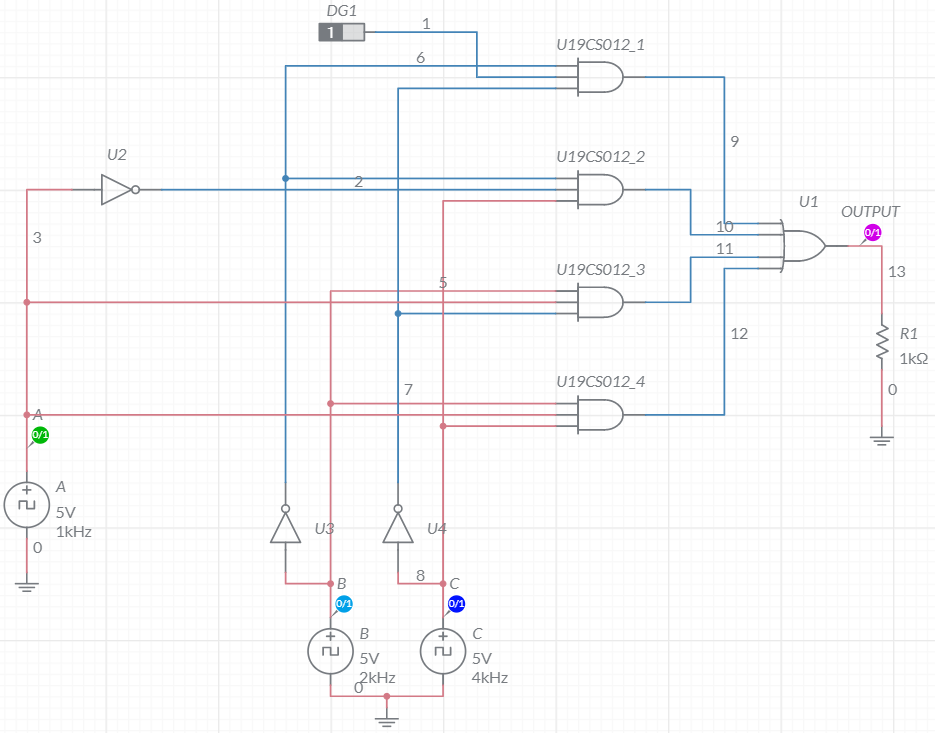 DG1
1
1
U19CS012_1
6
U2
U19CS012_2
9
2
U1
OUTPUT
0/1
3
10
11
U19CS012_3
5
13
12
R1
1kΩ
7
U19CS012_4
0
A
0/1
A
5V
1kHz
0
U3
U4
8
B
C
0/1
0/1
B
5V
2kHz
0
C
5V
4kHz